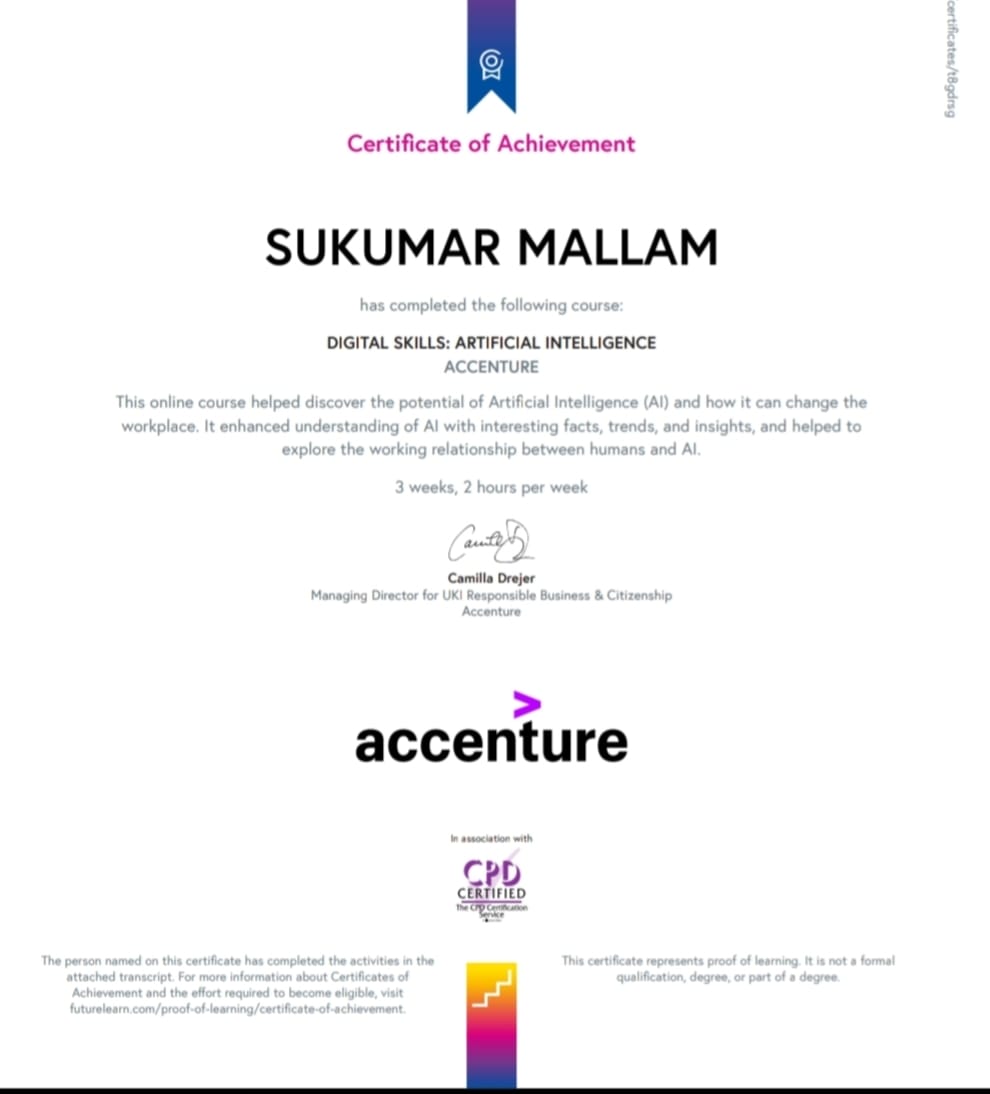 certificates/t8gdrsg
Certificate of Achievement
SUKUMAR MALLAM
has completed the following course:
DIGITAL SKILLS: ARTIFICIAL INTELLIGENCE
ACCENTURE
This online course helped discover the potential of Artificial Intelligence (AI) and how it can change the
workplace. It enhanced understanding of AI with interesting facts, trends, and insights, and helped to
explore the working relationship between humans and AI.
3 weeks, 2 hours per week
Camilla Drejer
Managing Director for UKI Responsible Business & Citizenship
Accenture
accenture
In association with
CPD
CERTIFIED
The CPD Certification
Service
The person named on this certificate has completed the activities in the
attached transcript. For more information about Certificates of
Achievement and the effort required to become eligible, visit
futurelearn.com/proof-of-learning/certificate-of-achievement.
This certificate represents proof of learning. It is not a formal
qualification, degree, or part of a degree.